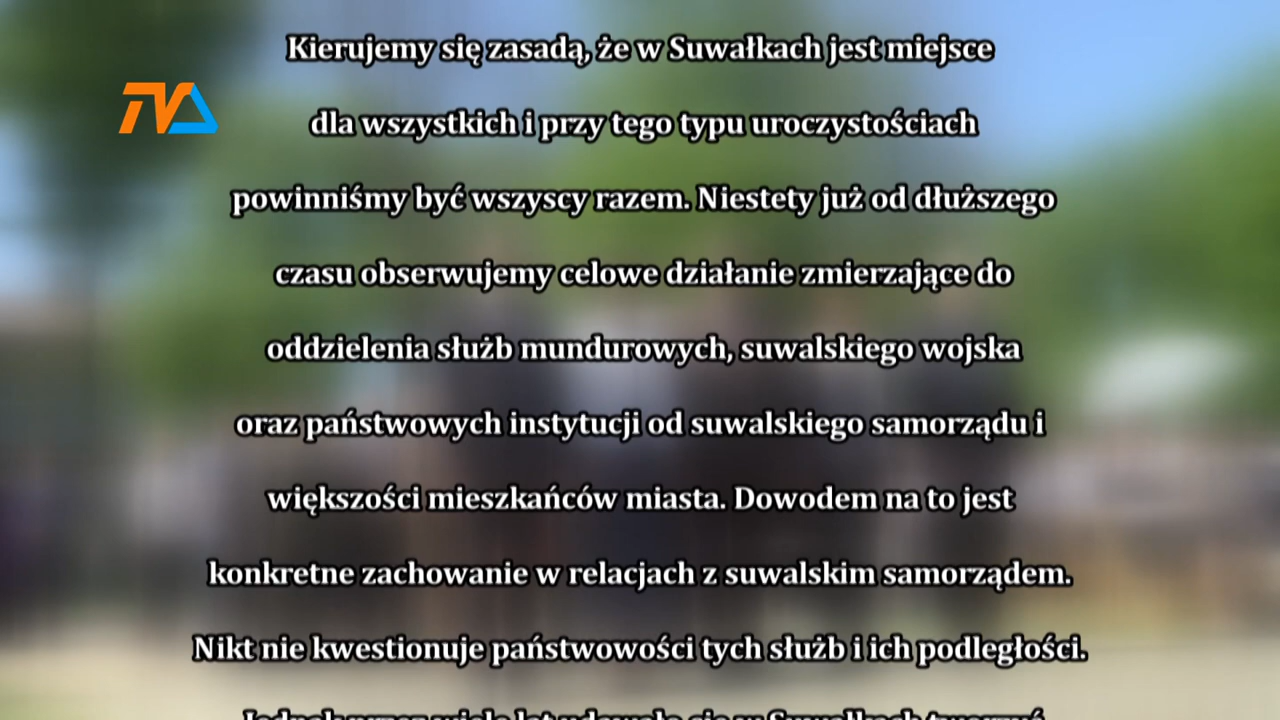 Kierujemy się zasadą, że w Suwałkach jest miejsce
TVA
dla wszystkich i przy tego typu uroczystościach
powinniśmy być wszyscy razem. Niestety już od dłuższego
czasu obserwujemy celowe działanie zmierzające do
oddzielenia służb mundurowych, suwalskiego wojska
oraz państwowych instytucji od suwalskiego samorządu i
większości mieszkańców miasta. Dowodem na to jest
konkretne zachowanie w relacjach z suwalskim samorządem.
Nikt nie kwestionuje państwowości tych służb i ich podległości.